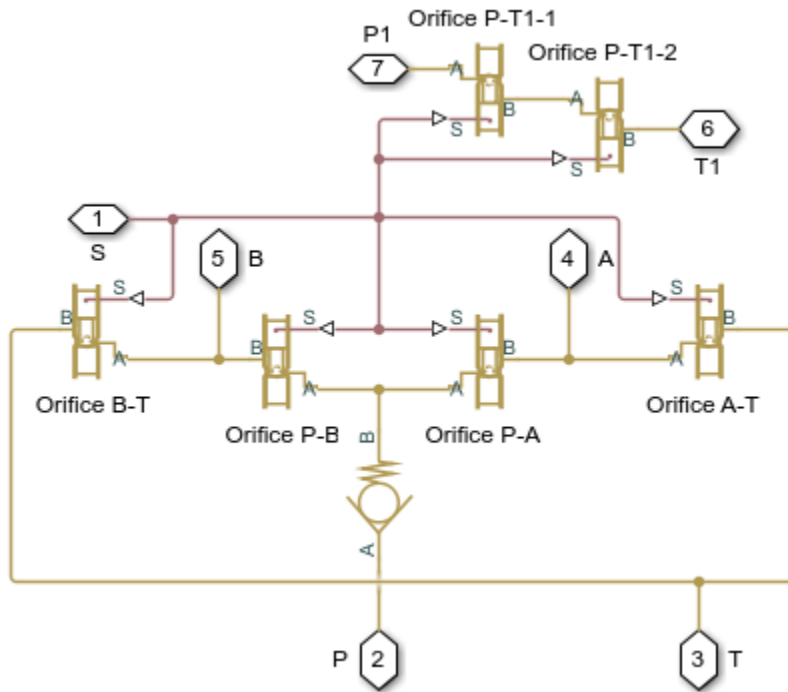 Orifice P-T1-1
P1
Orifice P-T1-2
7
A
B
A
6
S
B
T1
S
1
S
5
B
4
A
S
S
S
S
B
B
B
B
A
A
A
A
Orifice B-T
Orifice P-B
Orifice P-A
Orifice A-T
B
A
P
2
3
T